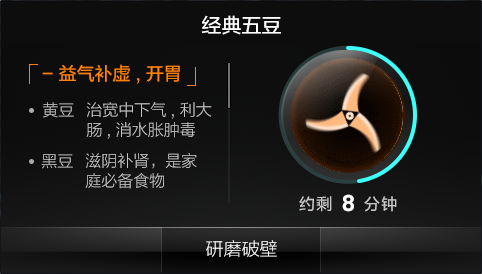 经典五豆
– 益气补虚，开胃
• 黄豆 治宽中下气，利大
肠，消水胀肿毒
• 黑豆 滋阴补肾，是家
庭必备食物
约剩 8 分钟
研磨破壁